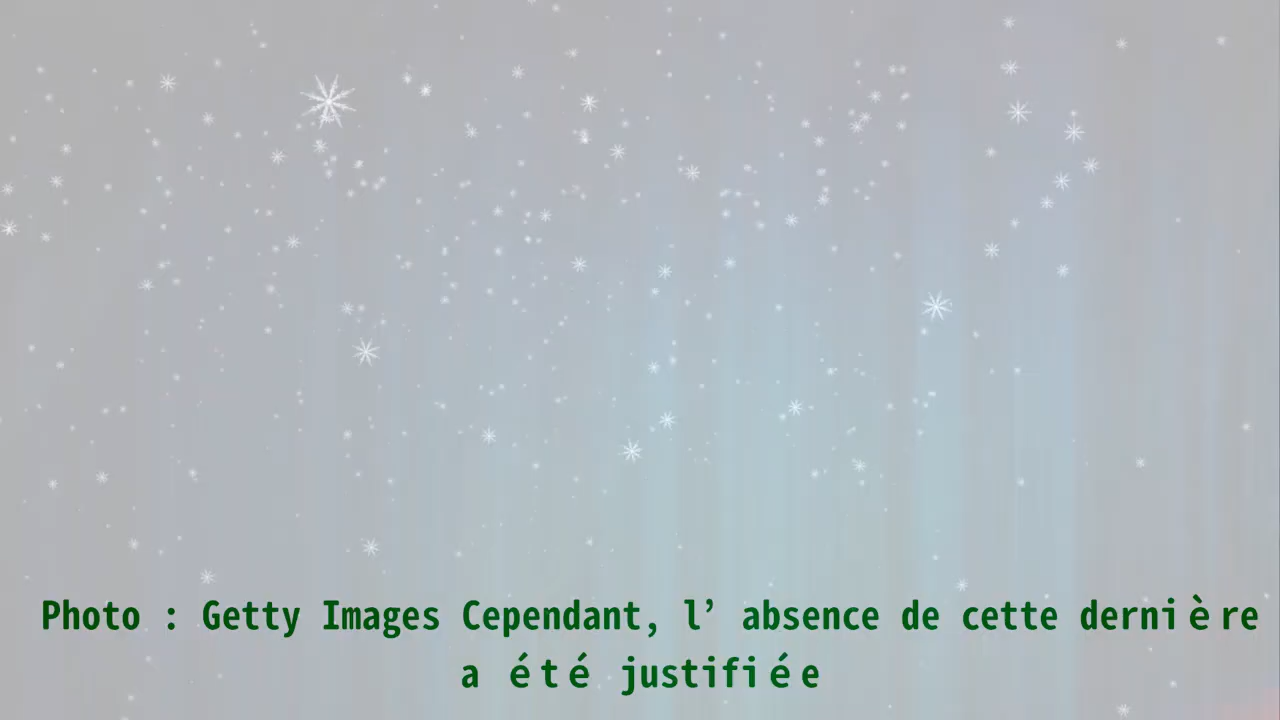 Photo : Getty Images Cependant, l’ absence de cette dernière
a été justifiée